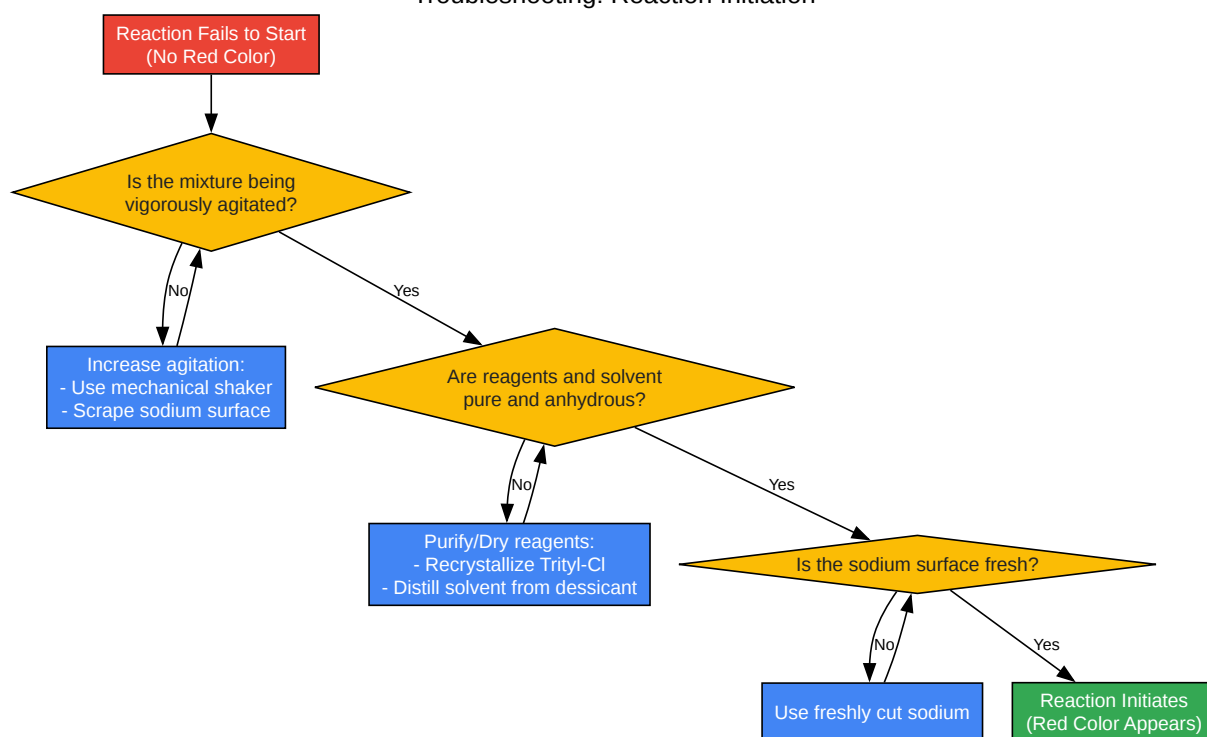 Troubleshooting: Reaction Initiation
Reaction Fails to Start
(No Red Color)
Is the mixture being
vigorously agitated?
No
Yes
Increase agitation:
- Use mechanical shaker
- Scrape sodium surface
Are reagents and solvent
pure and anhydrous?
No
Yes
Purify/Dry reagents:
- Recrystallize Trityl-Cl
- Distill solvent from dessicant
Is the sodium surface fresh?
No
Yes
Use freshly cut sodium
Reaction Initiates
(Red Color Appears)